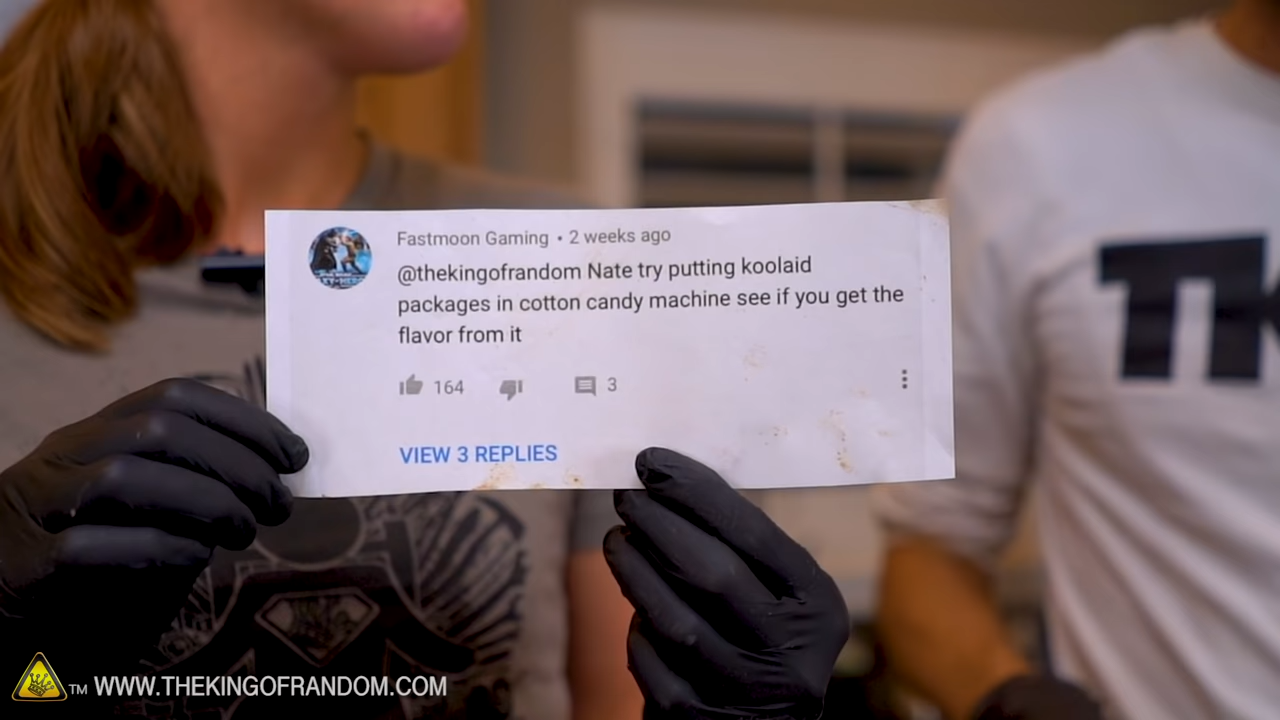 Fastmoon Gaming • 2 weeks ago
@thekingofrandom Nate try putting koolaid
packages in cotton candy machine see if you get the
flavor from it
164 3
VIEW 3 REPLIES
™ WWW.THEKINGOFRANDOM.COM